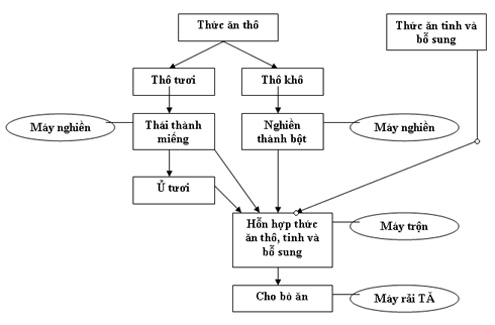 Thức ăn thô
Thức ăn tinh và
bỗ sung
Thô tươi
Thô khô
Máy nghiền
Thái thành
miếng
Nghiền
thành bột
Máy nghiền
Ủ tươi
Hỗn hợp thức
ăn thô, tinh và
bỗ sung
Máy trộn
Cho bò ăn
Máy rải TĂ